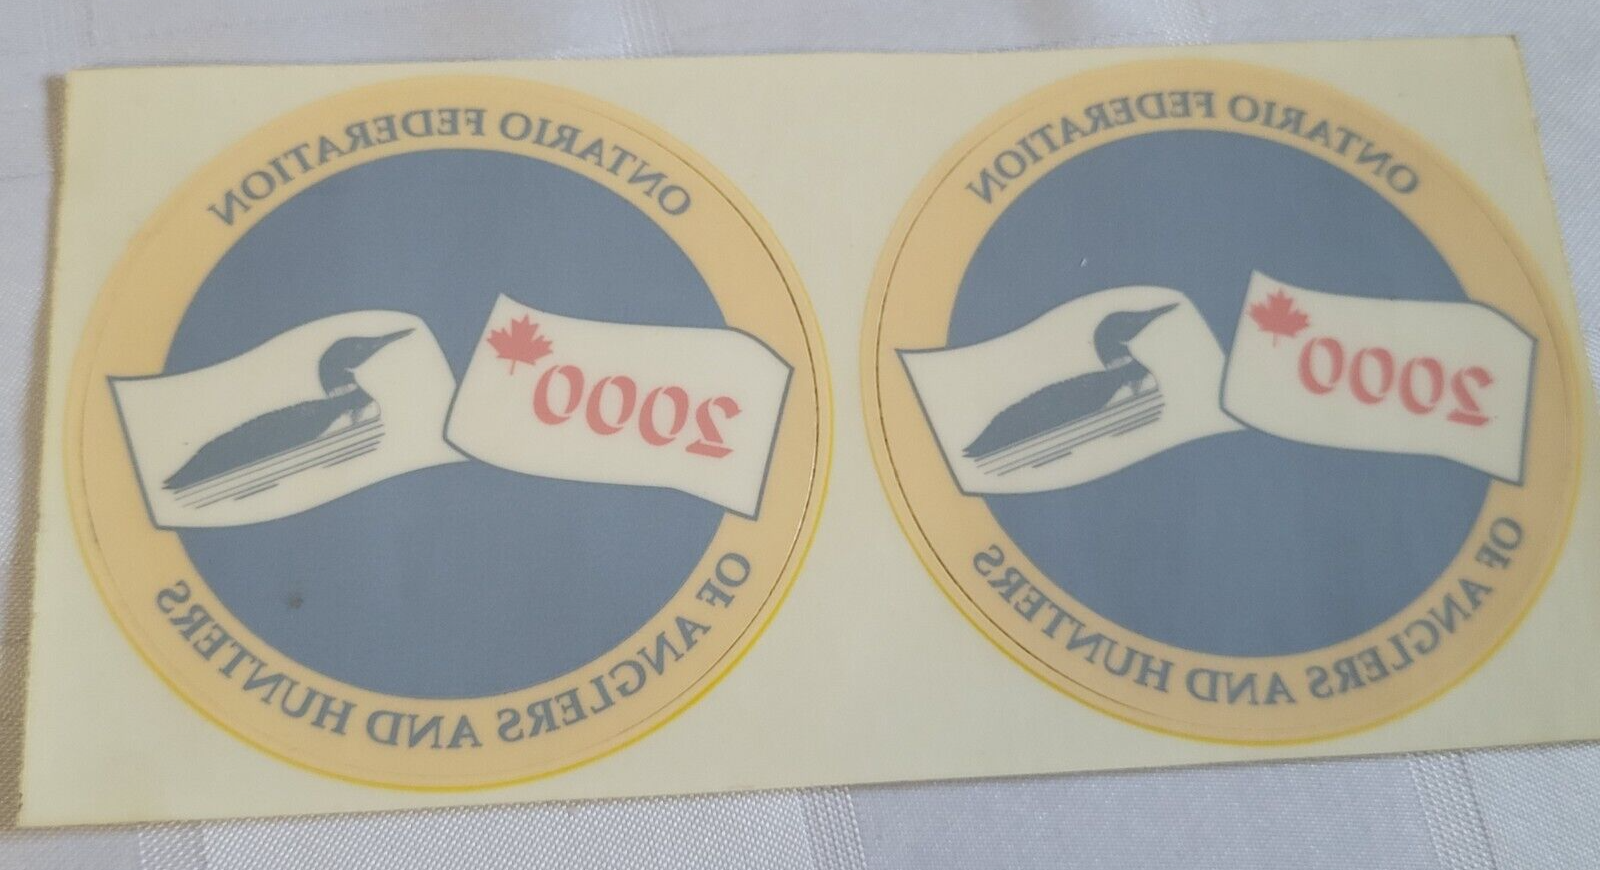 ONTARIO FEDERATION
2000
OF ANGLERS AND HUNTERS
ONTARIO FEDERATION
2000
OF ANGLERS AND HUNTERS